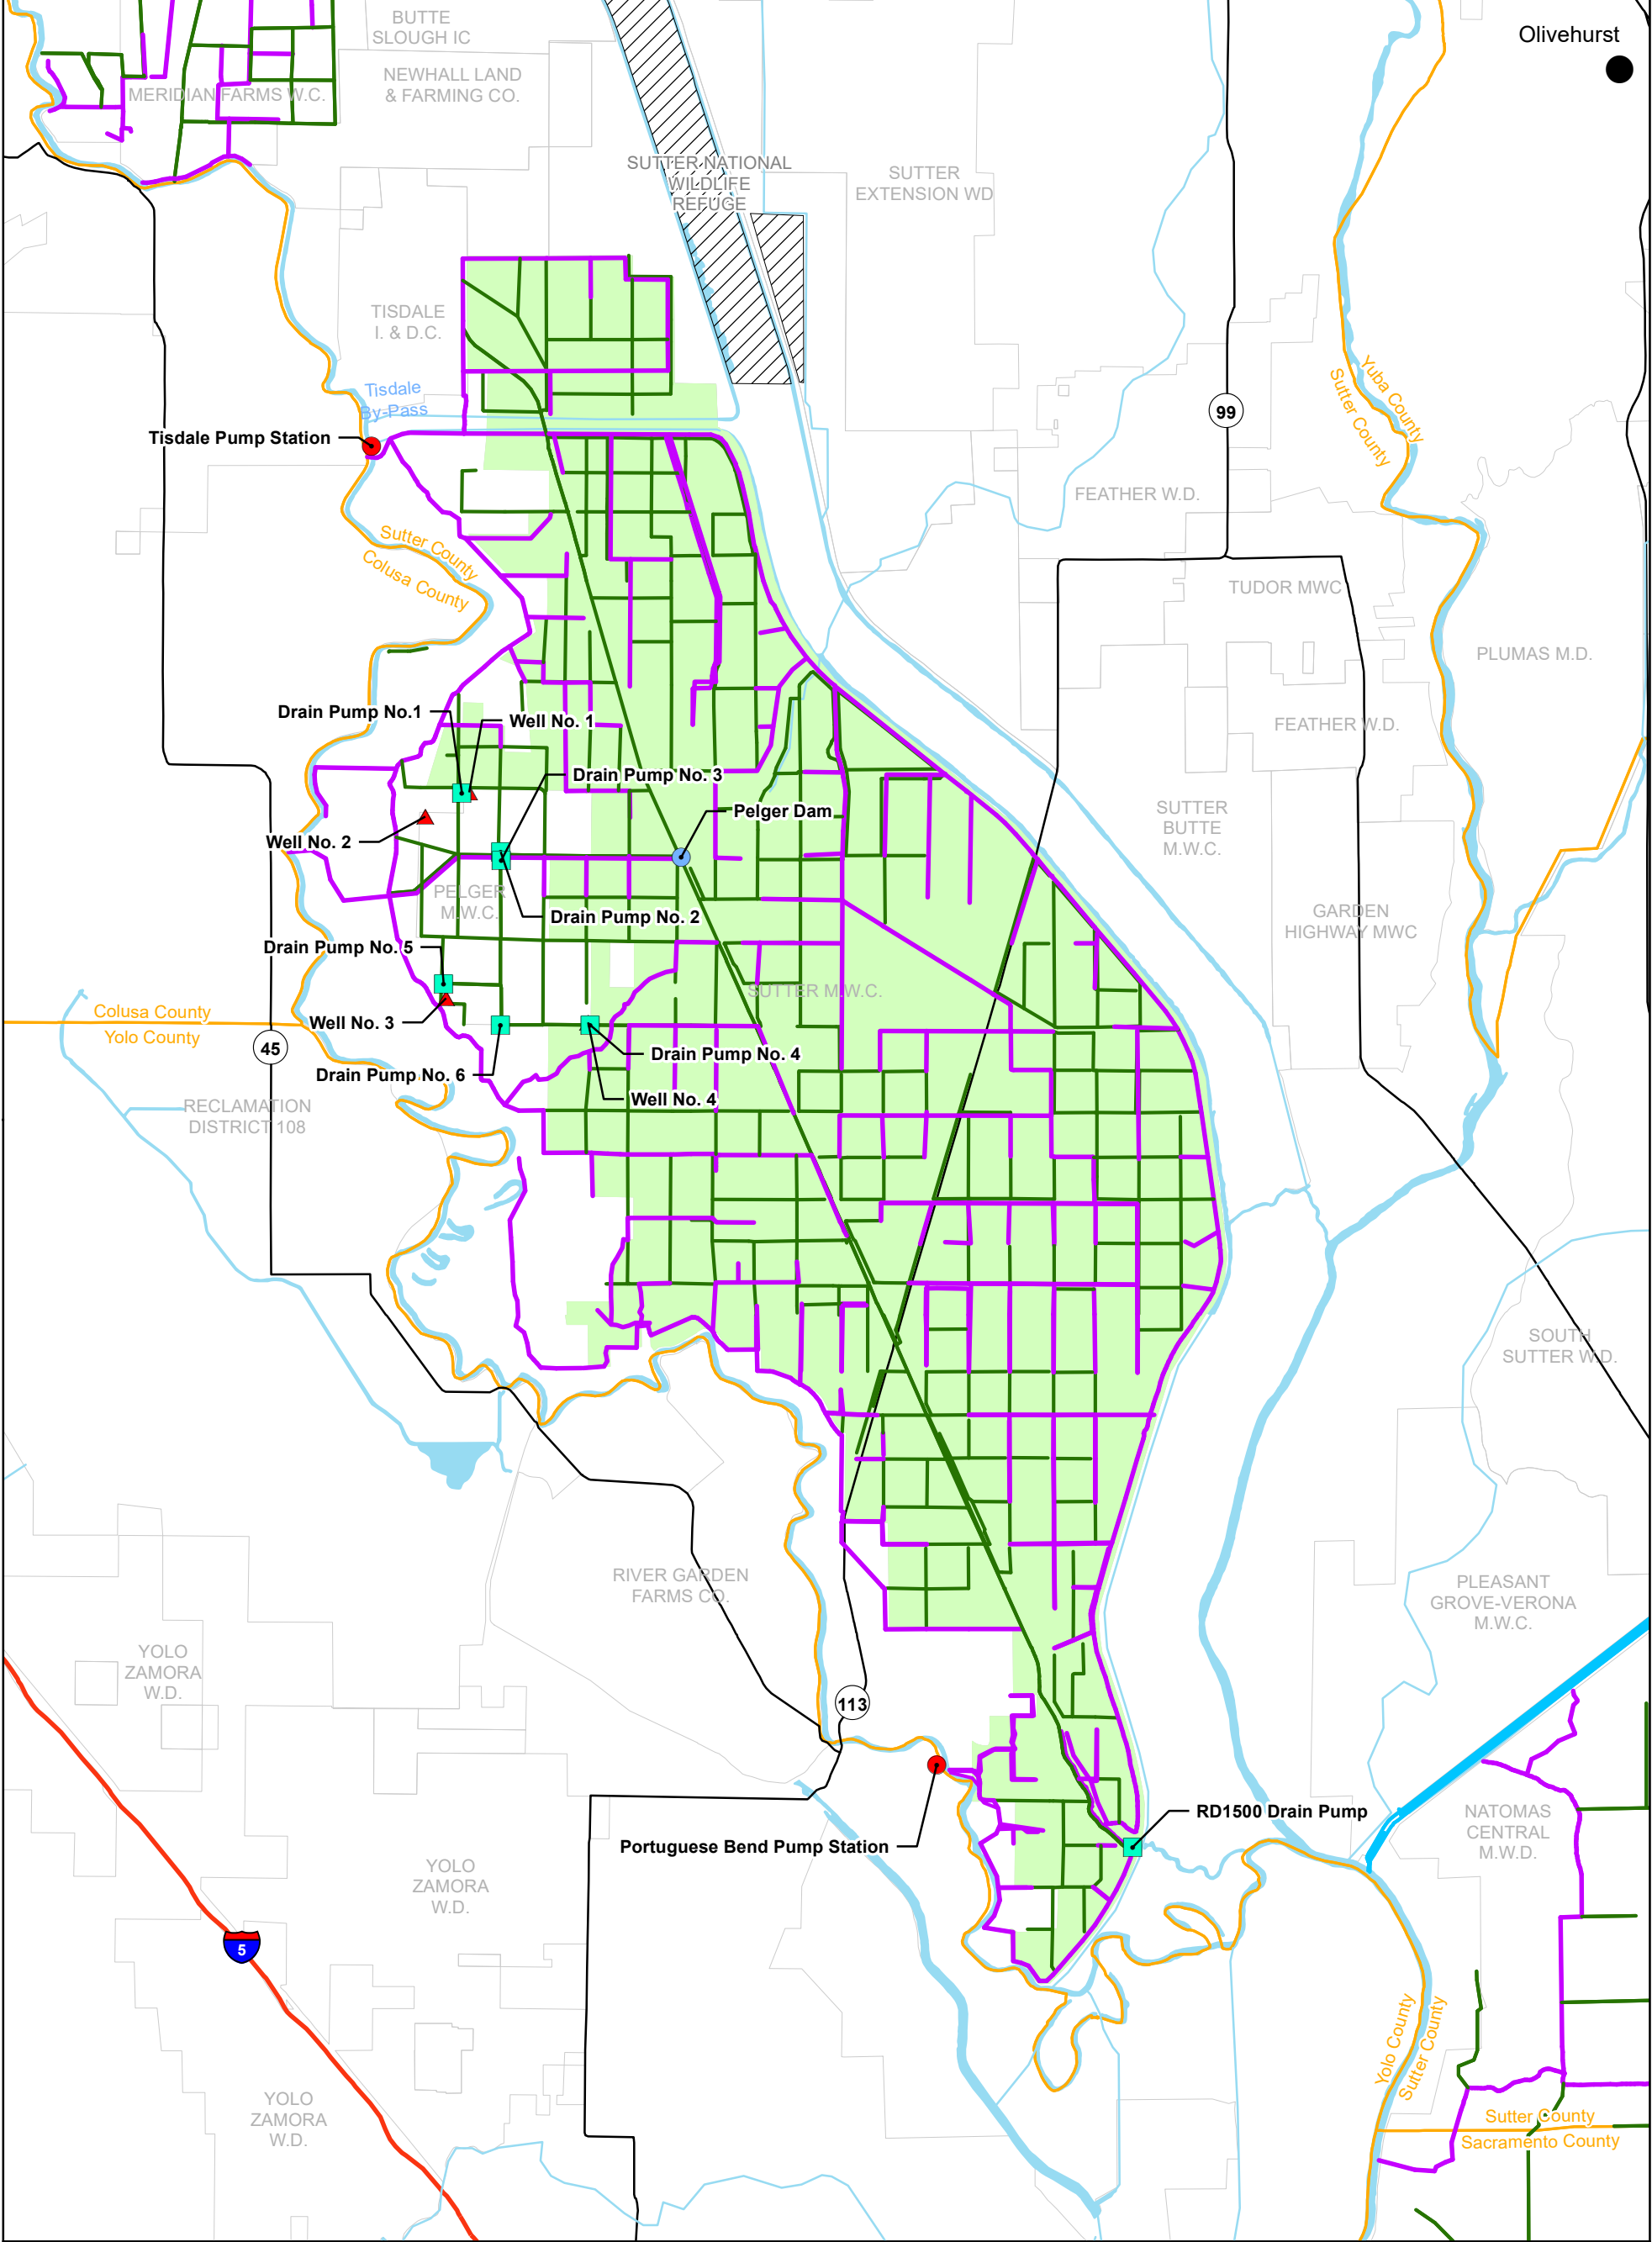 BUTTE
SLOUGH IC
Olivehurst
NEWHALL LAND
& FARMING CO.
MERIDIAN FARMS W.C.
SUTTER NATIONAL
WILDLIFE
REFUGE
SUTTER
EXTENSION WD
TISDALE
I. & D.C.
Tisdale
By-Pass
Yuba County
Sutter County
99
Tisdale Pump Station
FEATHER W.D.
Sutter County
Colusa County
TUDOR MWC
PLUMAS M.D.
Drain Pump No.1
Well No. 1
FEATHER W.D.
Drain Pump No. 3
Pelger Dam
SUTTER
BUTTE
M.W.C.
Well No. 2
PELGER
M.W.C.
Drain Pump No. 2
GARDEN
HIGHWAY MWC
Drain Pump No. 5
SUTTER M.W.C.
Colusa County
Yolo County
Well No. 3
45
Drain Pump No. 4
Drain Pump No. 6
Well No. 4
RECLAMATION
DISTRICT 108
SOUTH
SUTTER W.D.
RIVER GARDEN
FARMS CO.
PLEASANT
GROVE-VERONA
M.W.C.
YOLO
ZAMORA
W.D.
113
RD1500 Drain Pump
NATOMAS
CENTRAL
M.W.D.
Portuguese Bend Pump Station
YOLO
ZAMORA
W.D.
5
Yolo County
Sutter County
YOLO
ZAMORA
W.D.
Sutter County
Sacramento County